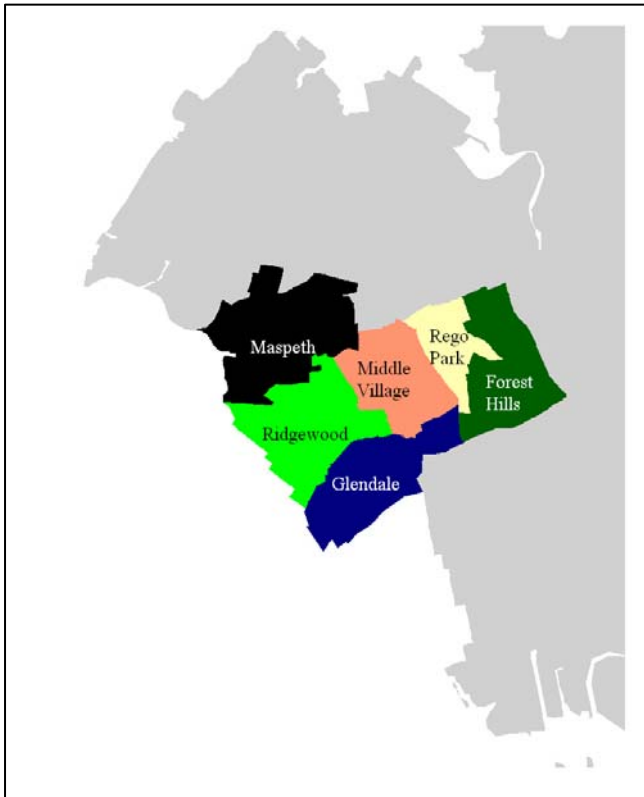 Maspeth
Rego
Park
Middle
Village
Forest
Hills
Ridgewood
Glendale